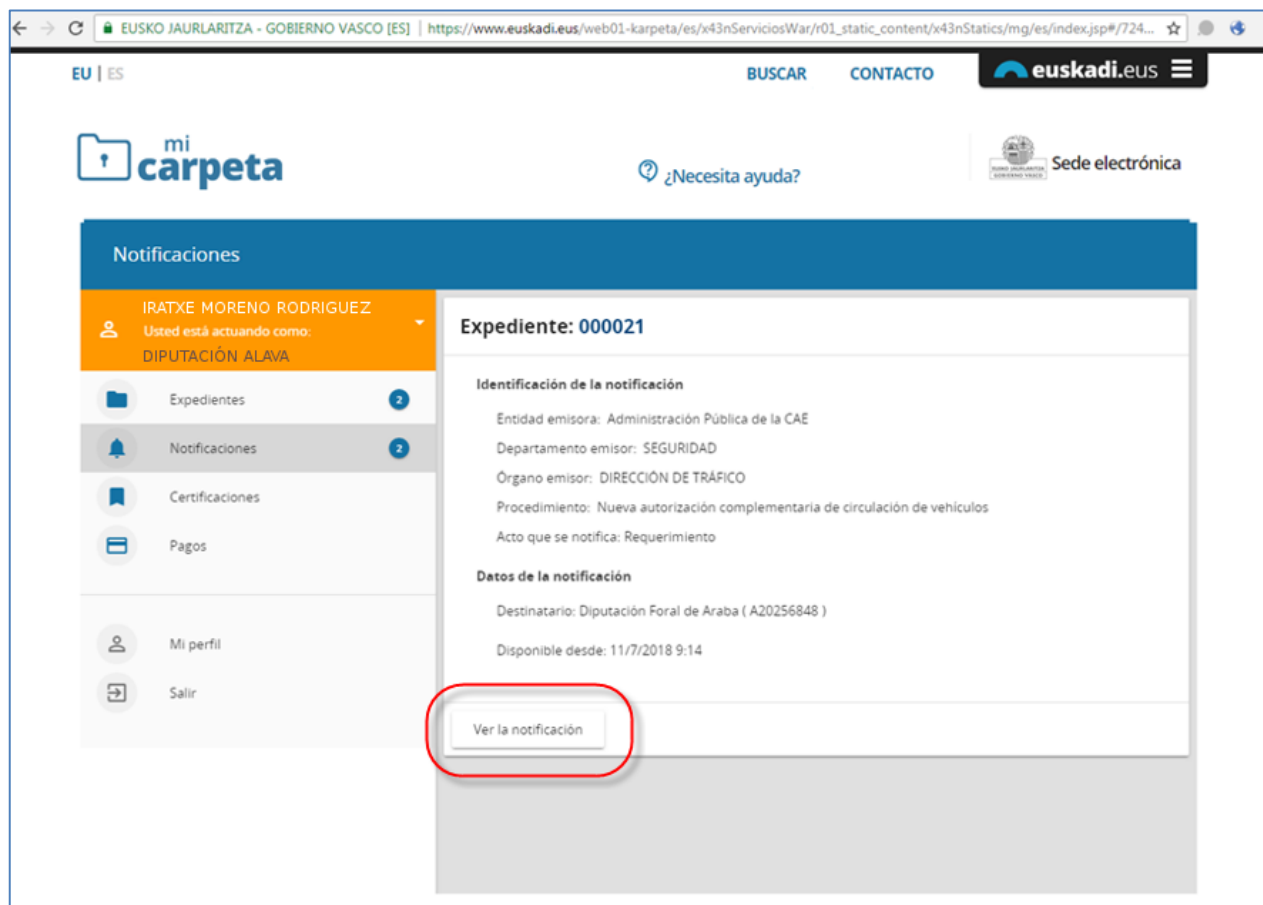 EUSKO JAURLARITZA - GOBIERNO VASCO [ES] | https://www.euskadi.eus/web01-karpeta/es/x43nServiciosWar/r01_static_content/x43nStatics/mg/es/index.jsp#/724...
EU | ES
BUSCAR
CONTACTO
euskadi.eus
mi
carpeta
¿Necesita ayuda?
EUSKO JAURLARITZA
GOBIERNO VASCO
Sede electrónica
Notificaciones
IRATXE MORENO RODRIGUEZ
Usted está actuando como:
DIPUTACIÓN ALAVA
Expedientes 2
Notificaciones 2
Certificaciones
Pagos
Mi perfil
Salir
Expediente: 000021
Identificación de la notificación
Entidad emisora: Administración Pública de la CAE
Departamento emisor: SEGURIDAD
Órgano emisor: DIRECCIÓN DE TRÁFICO
Procedimiento: Nueva autorización complementaria de circulación de vehículos
Acto que se notifica: Requerimiento
Datos de la notificación
Destinatario: Diputación Foral de Araba ( A20256848 )
Disponible desde: 11/7/2018 9:14
Ver la notificación